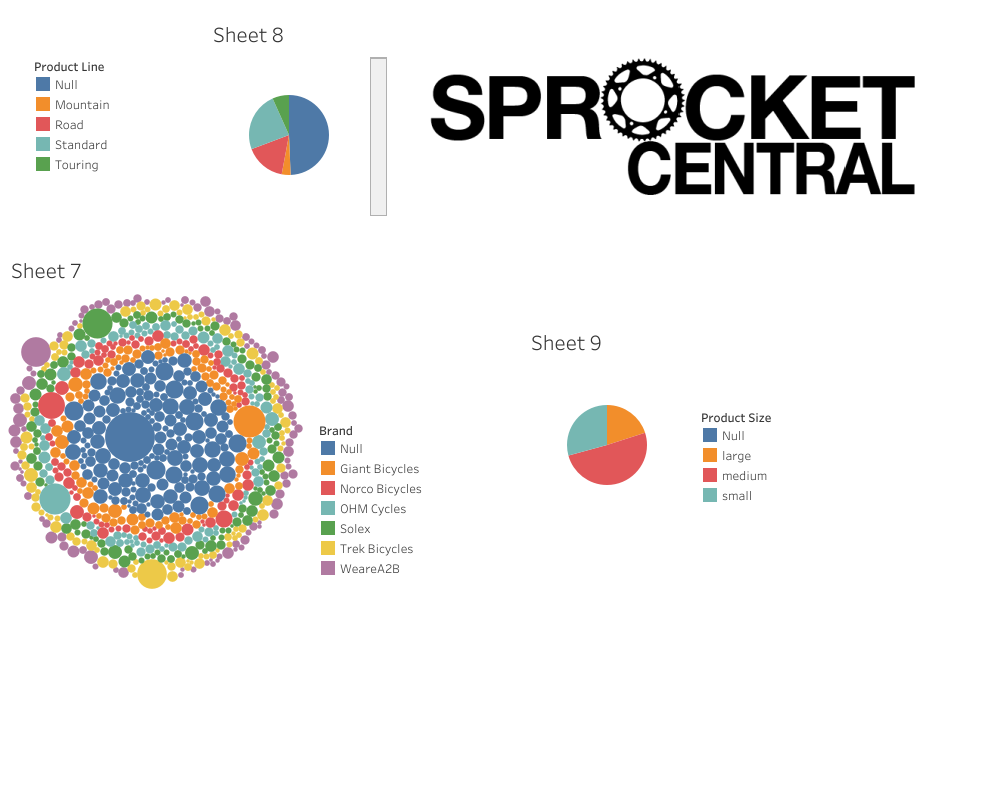 Sheet 8
Product Line
Null
Mountain
Road
Standard
Touring
SPROCKET
CENTRAL
Sheet 7
Brand
Null
Giant Bicycles
Norco Bicycles
OHM Cycles
Solex
Trek Bicycles
WeareA2B
Sheet 9
Product Size
Null
large
medium
small